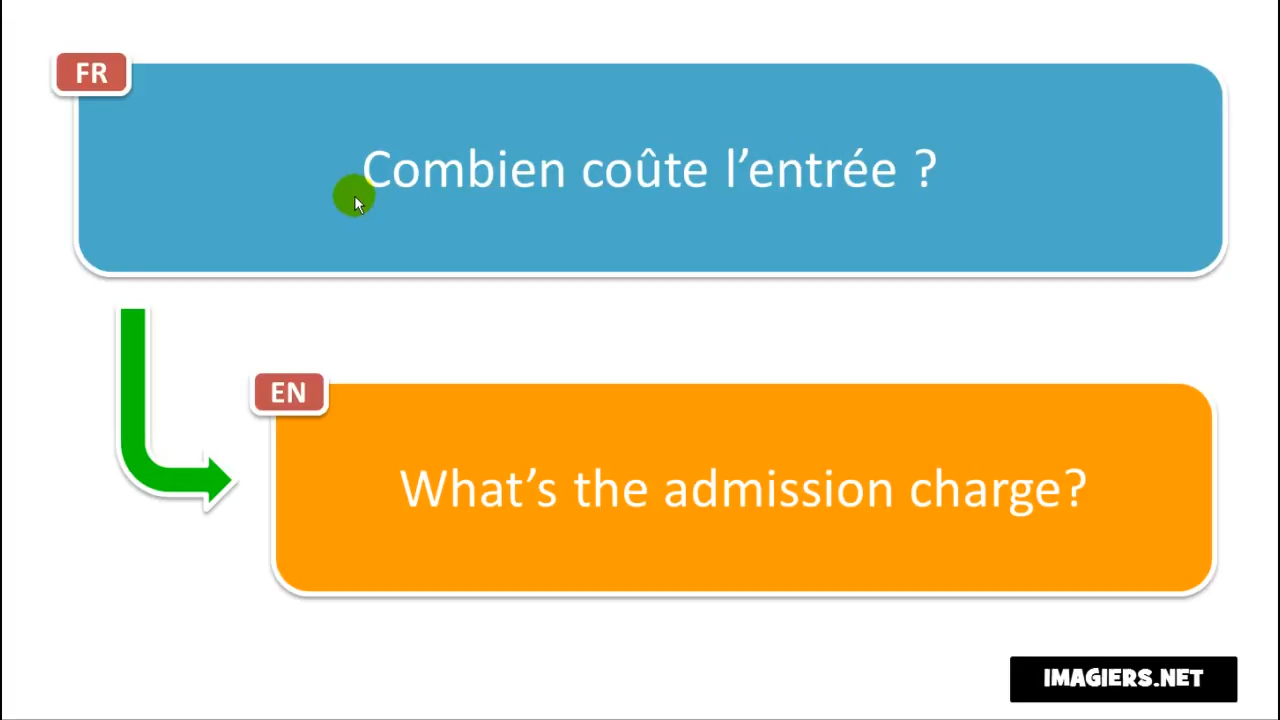 FR
Combien coûte l’entrée ?
EN
What’s the admission charge?
IMAGIERS.NET